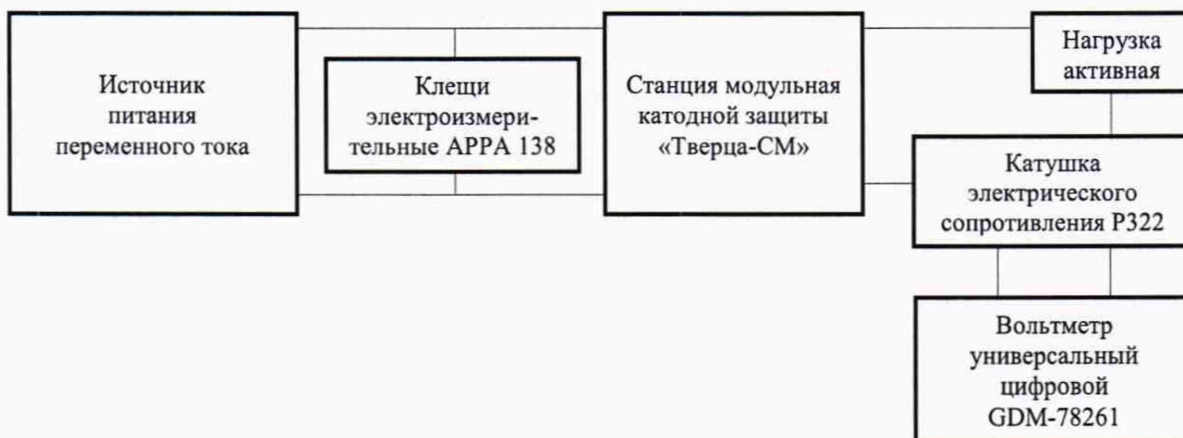 Источник
питания
переменного тока
Клещи
электроизмери-
тельные APPA 138
Станция модульная
катодной защиты
«Тверца-СМ»
Нагрузка
активная
Катушка
электрического
сопротивления Р322
Вольтметр
универсальный
цифровой
GDM-78261